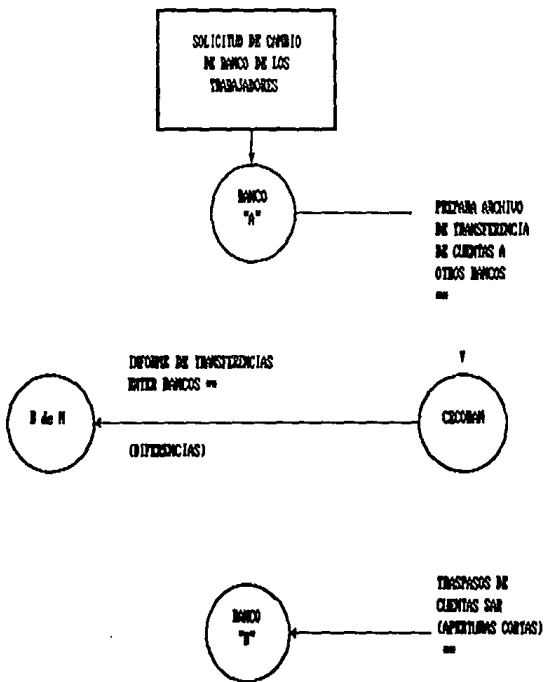 SOLICITUD DE CAMBIO
DE BANCO DE LOS
TRABAJADORES
BANCO
"A"
PREPARA ARCHIVO
DE TRANSFERENCIA
DE CUENTAS A
OTROS BANCOS
**
INFORME DE TRANSFERENCIAS
ENTER BANCOS **
B de M
CECOBAN
(DIFERENCIAS)
TRASPASOS DE
CUENTAS SAR
(APERTURAS CORTAS)
**
BANCO
"B"